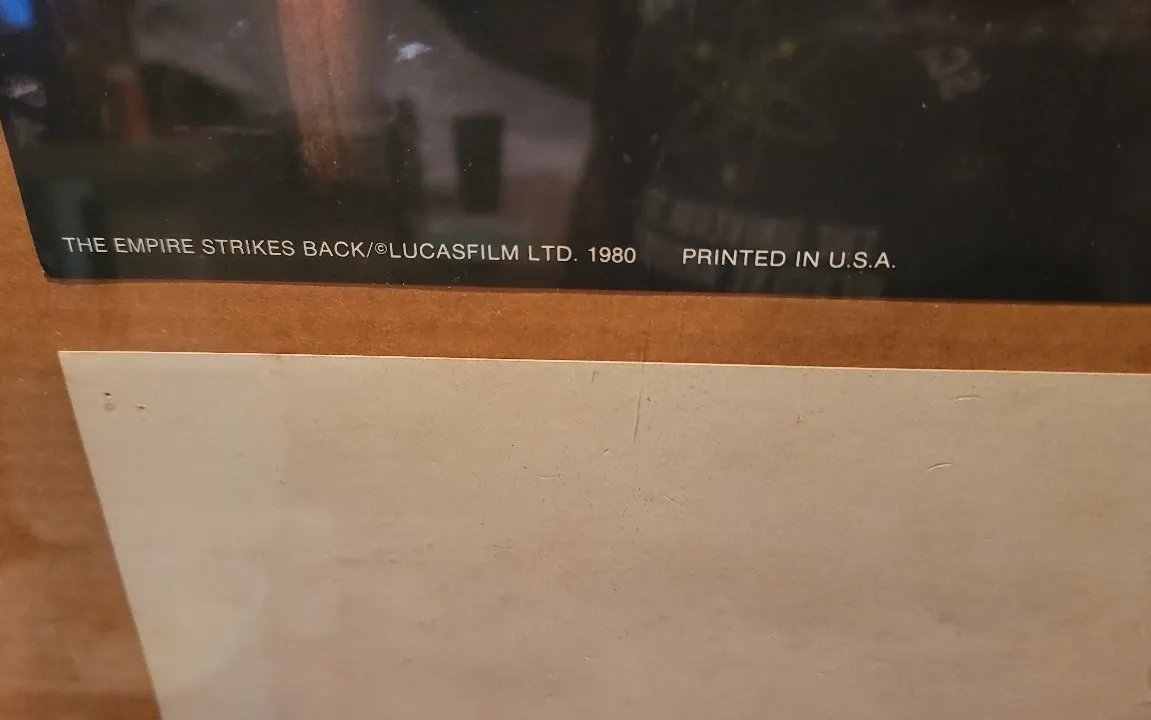 THE EMPIRE STRIKES BACK/©LUCASFILM LTD. 1980 PRINTED IN U.S.A.